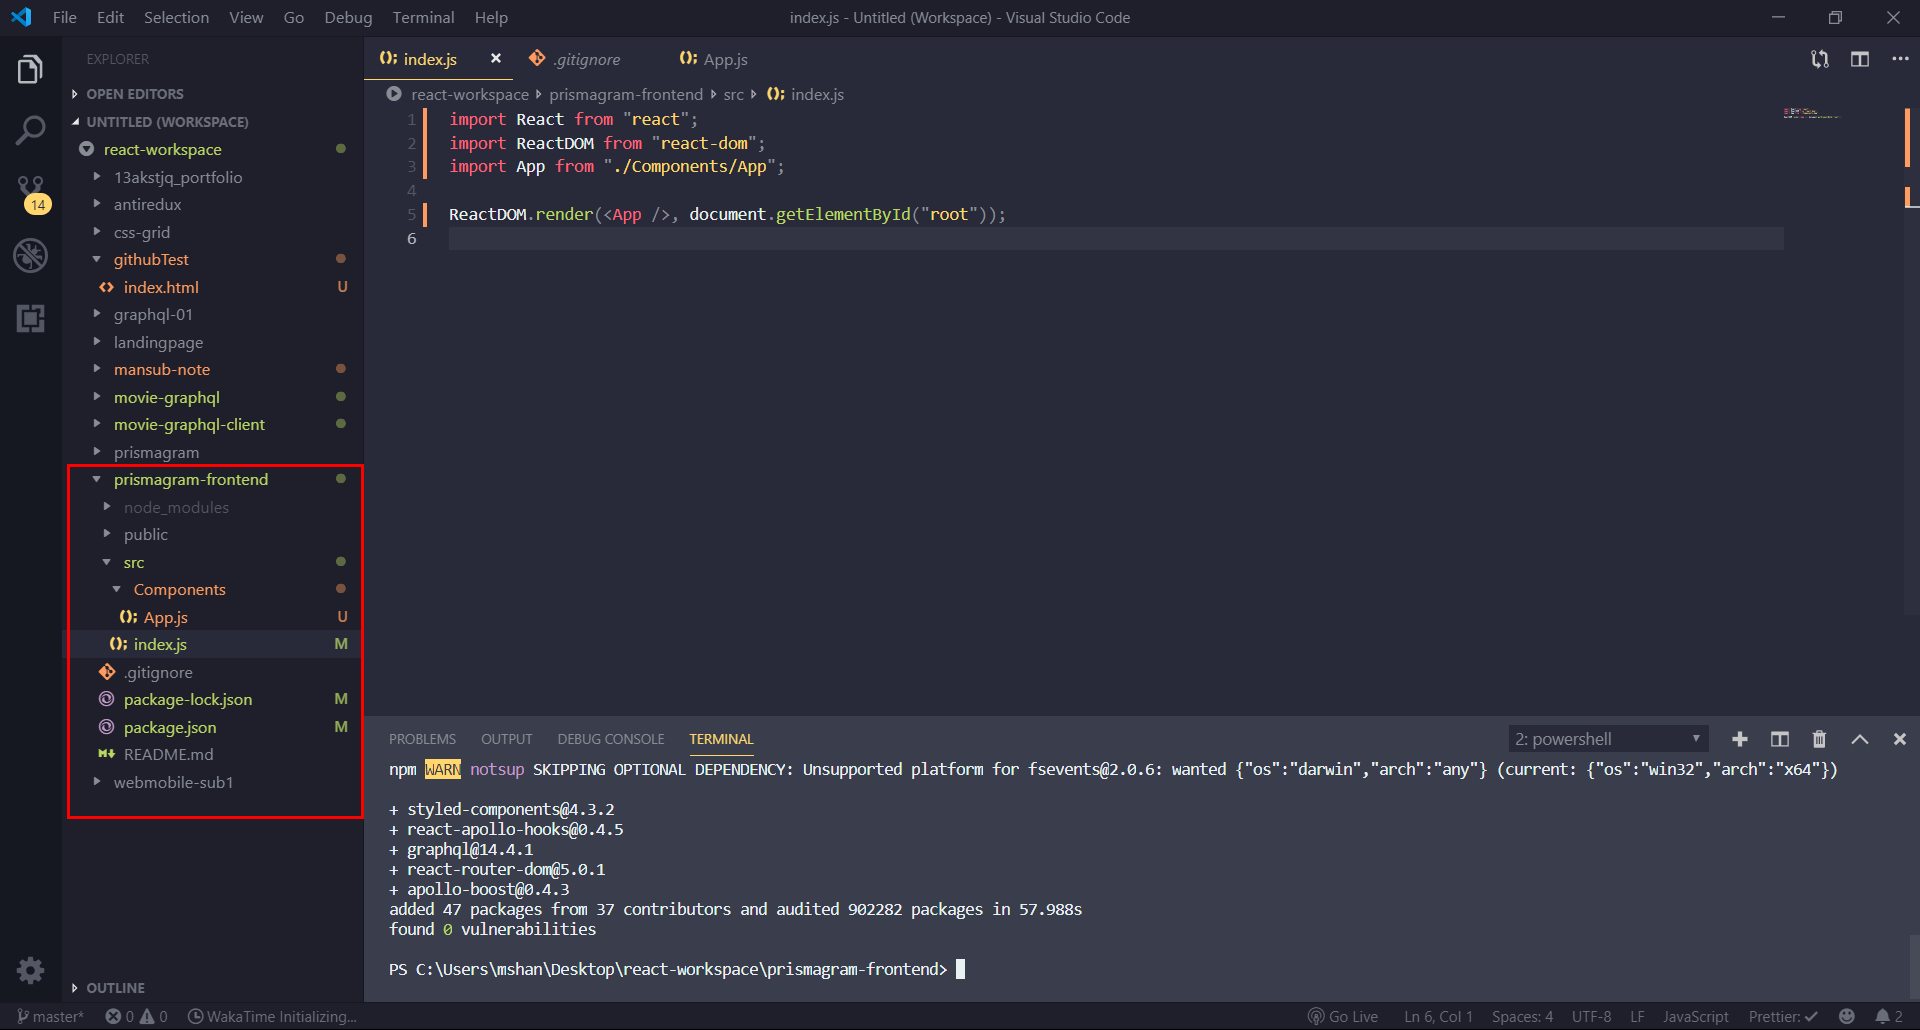 File Edit Selection View Go Debug Terminal Help
index.js - Untitled (Workspace) - Visual Studio Code
EXPLORER
OPEN EDITORS
UNTITLED (WORKSPACE)
react-workspace
13akstjq_portfolio
antiredux
css-grid
githubTest
index.html U
graphql-01
landingpage
mansub-note
movie-graphql
movie-graphql-client
prismagram
prismagram-frontend
node_modules
public
src
Components
App.js U
index.js M
.gitignore
package-lock.json M
package.json M
README.md
webmobile-sub1
OUTLINE
14
index.js .gitignore App.js
react-workspace prismagram-frontend src index.js
1 import React from "react";
2 import ReactDOM from "react-dom";
3 import App from "./Components/App";
4
5 ReactDOM.render(<App />, document.getElementById("root"));
6
PROBLEMS OUTPUT DEBUG CONSOLE TERMINAL 2: powershell
npm WARN notsup SKIPPING OPTIONAL DEPENDENCY: Unsupported platform for fsevents@2.0.6: wanted {"os":"darwin","arch":"any"} (current: {"os":"win32","arch":"x64"})
+ styled-components@4.3.2
+ react-apollo-hooks@0.4.5
+ graphql@14.4.1
+ react-router-dom@5.0.1
+ apollo-boost@0.4.3
added 47 packages from 37 contributors and audited 902282 packages in 57.988s
found 0 vulnerabilities
PS C:\Users\mshan\Desktop\react-workspace\prismagram-frontend>
master* 0 0 WakaTime Initializing... Go Live Ln 6, Col 1 Spaces: 4 UTF-8 LF JavaScript Prettier: ✓ 2